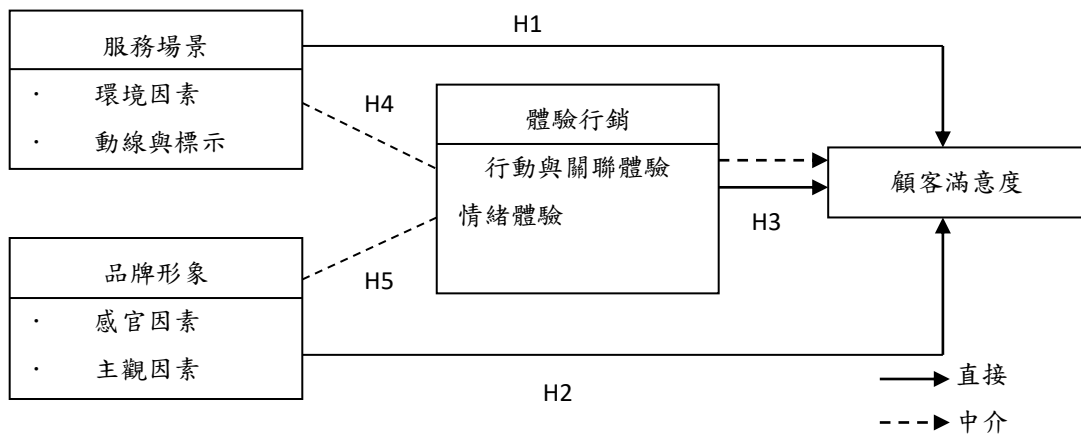 H1
服務場景
· 環境因素
· 動線與標示
H4
體驗行銷
行動與關聯體驗
情緒體驗
顧客滿意度
H3
品牌形象
· 感官因素
· 主觀因素
H5
H2
直接
中介